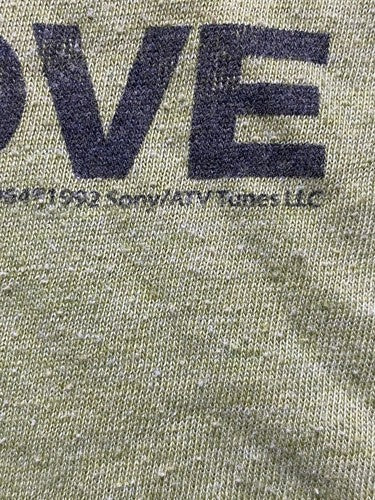 OVE
1992 Sony/ATV Tunes LLC